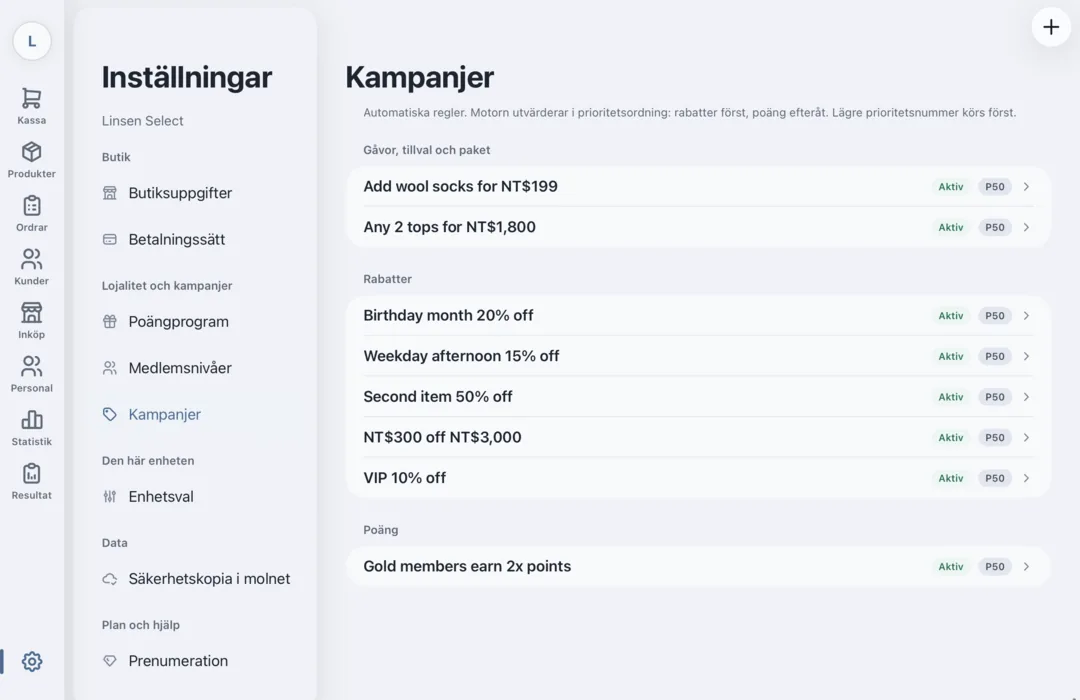 L
Kassa
Produkter
Ordrar
Kunder
Inköp
Personal
Statistik
Resultat
Inställningar
Linsen Select
Butik
Butiksuppgifter
Betalningssätt
Lojalitet och kampanjer
Poängprogram
Medlemsnivåer
Kampanjer
Den här enheten
Enhetsval
Data
Säkerhetskopia i molnet
Plan och hjälp
Prenumeration
Kampanjer
Automatiska regler. Motorn utvärderar i prioritetsordning: rabatter först, poäng efteråt. Lägre prioritetsnummer körs först.
Gåvor, tillval och paket
Add wool socks for NT$199 Aktiv P50
Any 2 tops for NT$1,800 Aktiv P50
Rabatter
Birthday month 20% off Aktiv P50
Weekday afternoon 15% off Aktiv P50
Second item 50% off Aktiv P50
NT$300 off NT$3,000 Aktiv P50
VIP 10% off Aktiv P50
Poäng
Gold members earn 2x points Aktiv P50